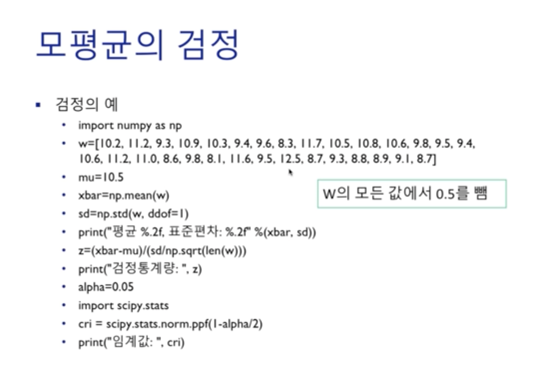 모평균의 검정
검정의 예
import numpy as np
w=[10.2, 11.2, 9.3, 10.9, 10.3, 9.4, 9.6, 8.3, 11.7, 10.5, 10.8, 10.6, 9.8, 9.5, 9.4,
10.6, 11.2, 11.0, 8.6, 9.8, 8.1, 11.6, 9.5, 12.5, 8.7, 9.3, 8.8, 8.9, 9.1, 8.7]
mu=10.5
xbar=np.mean(w)
W의 모든 값에서 0.5를 뺌
sd=np.std(w, ddof=1)
print("평균 %.2f, 표준편차: %.2f" %(xbar, sd))
z=(xbar-mu)/(sd/np.sqrt(len(w)))
print("검정통계량: ", z)
alpha=0.05
import scipy.stats
cri = scipy.stats.norm.ppf(1-alpha/2)
print("임계값: ", cri)